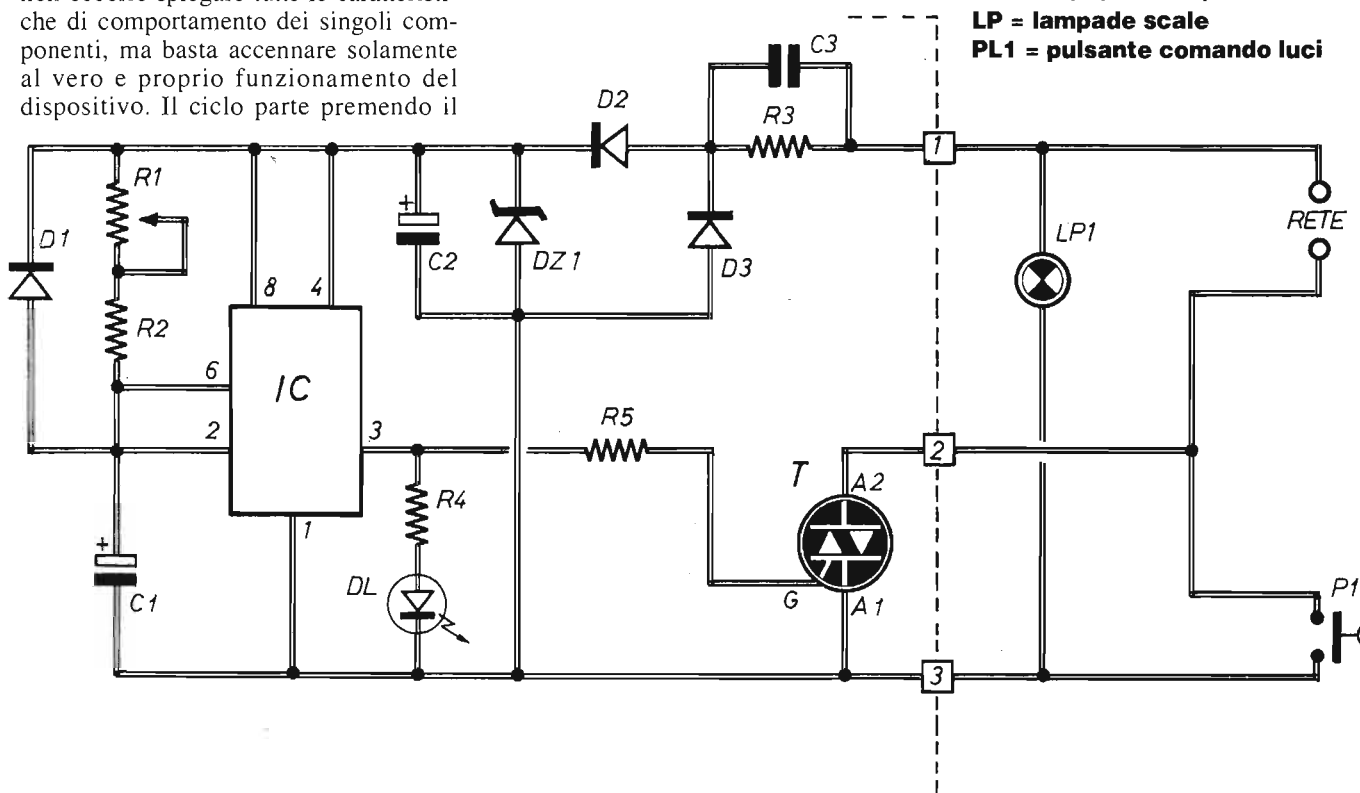 che di comportamento dei singoli com-
ponenti, ma basta accennare solamente
al vero e proprio funzionamento del
dispositivo. Il ciclo parte premendo il
LP = lampade scale
PL1 = pulsante comando luci
C3
D2
R3
1
R1
D1
8
4
+
C2
DZ1
D3
LP1
RETE
R2
6
IC
2
3
R5
2
T
A2
R4
1
+
C1
DL
G
A1
P1
3